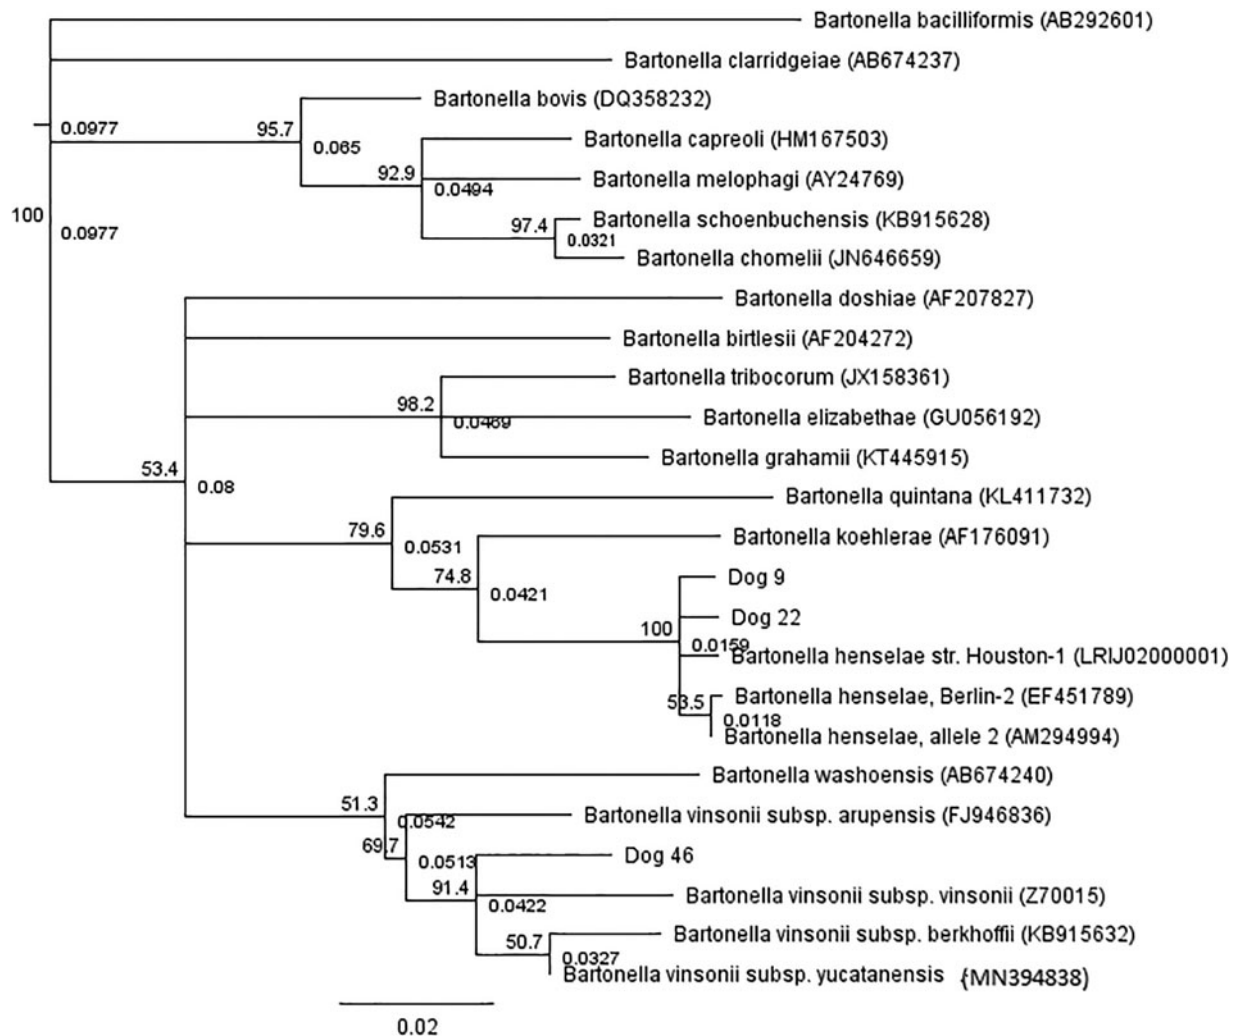 Bartonella bacilliformis (AB292601)
Bartonella clarridgeiae (AB674237)
Bartonella bovis (DQ358232)
0.0977
95.7
0.065
Bartonella capreoli (HM167503)
92.9
0.0494
Bartonella melophagi (AY24769)
100
0.0977
97.4
Bartonella schoenbuchensis (KB915628)
0.0321
Bartonella chomelii (JN646659)
Bartonella doshiae (AF207827)
Bartonella birtlesii (AF204272)
Bartonella tribocorum (JX158361)
98.2
0.0469
Bartonella elizabethae (GU056192)
Bartonella grahamii (KT445915)
53.4
0.08
Bartonella quintana (KL411732)
79.6
0.0531
Bartonella koehlerae (AF176091)
74.8
0.0421
Dog 9
Dog 22
100
0.0159
Bartonella henselae str. Houston-1 (LRIJ02000001)
53.5
Bartonella henselae, Berlin-2 (EF451789)
0.0118
Bartonella henselae, allele 2 (AM294994)
Bartonella washoensis (AB674240)
51.3
0.0542
Bartonella vinsonii subsp. arupensis (FJ946836)
69.7
0.0513
Dog 46
91.4
0.0422
Bartonella vinsonii subsp. vinsonii (Z70015)
50.7
Bartonella vinsonii subsp. berkhoffii (KB915632)
0.0327
Bartonella vinsonii subsp. yucatanensis {MN394838)
0.02